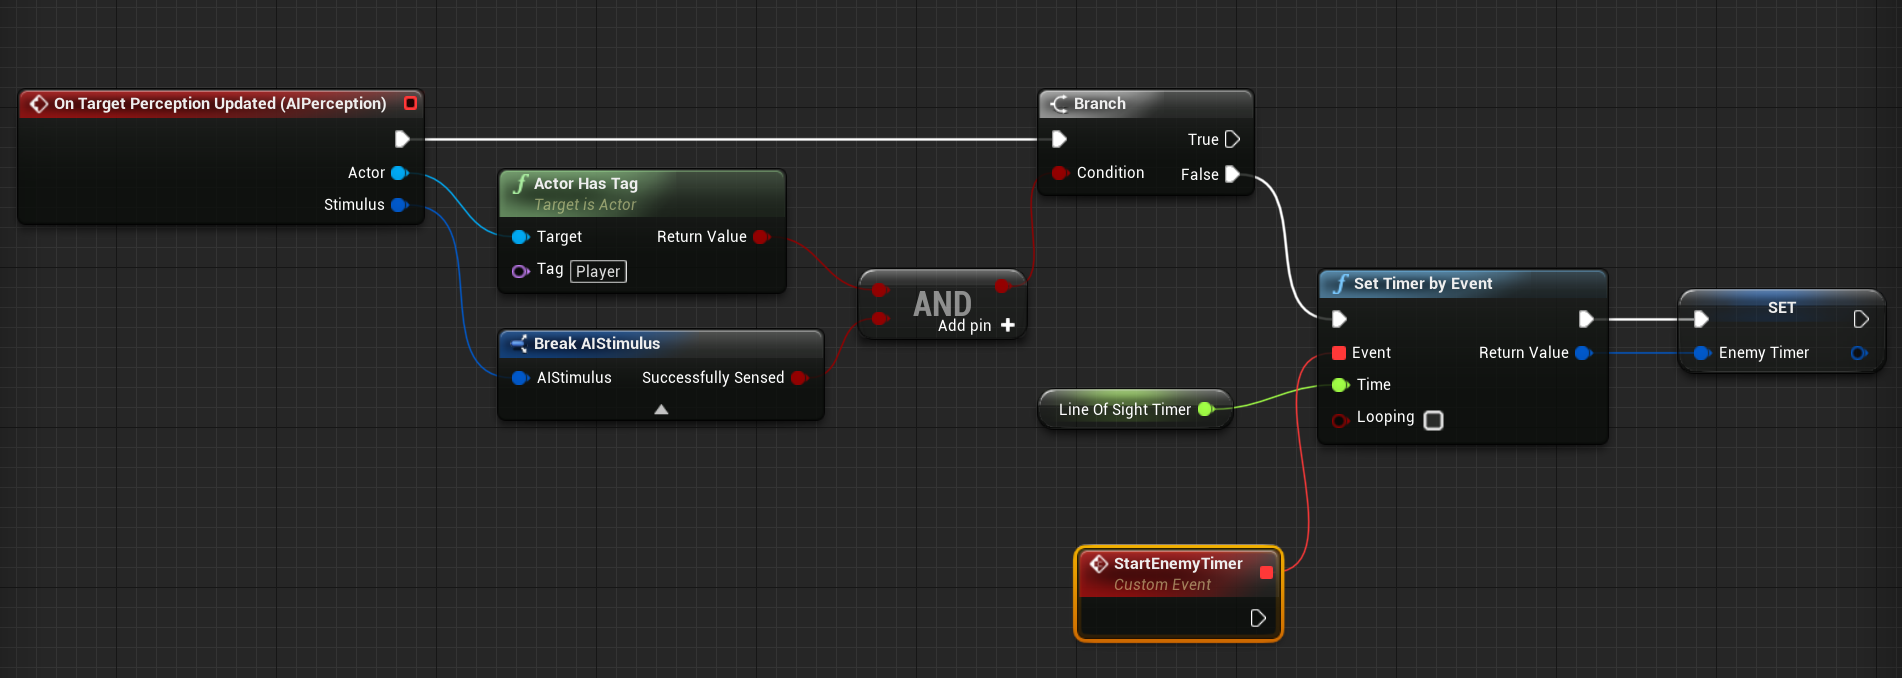 On Target Perception Updated (AIPerception)
Actor
Stimulus
Actor Has Tag
Target is Actor
Target
Return Value
Tag
Player
Break AIStimulus
AIStimulus
Successfully Sensed
AND
Add pin
Branch
True
Condition
False
Line Of Sight Timer
Set Timer by Event
Event
Return Value
Time
Looping
SET
Enemy Timer
StartEnemyTimer
Custom Event